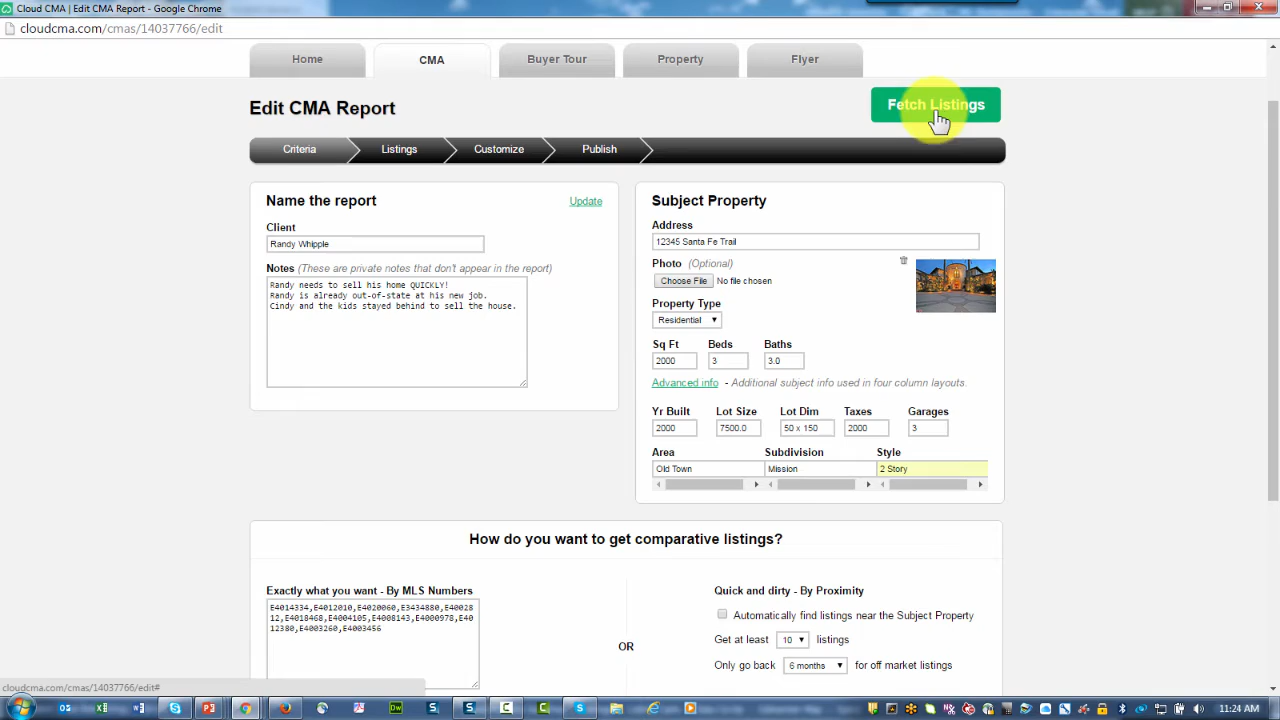 Cloud CMA | Edit CMA Report - Google Chrome
cloudcma.com/cmas/14037766/edit
Home CMA Buyer Tour Property Flyer
Edit CMA Report
Fetch Listings
Criteria Listings Customize Publish
Name the report Update
Client
Randy Whipple
Notes (These are private notes that don't appear in the report)
Randy needs to sell his home QUICKLY!
Randy is already out-of-state at his new job.
Cindy and the kids stayed behind to sell the house.
Subject Property
Address
12345 Santa Fe Trail
Photo (Optional)
Choose File No file chosen
Property Type
Residential
Sq Ft Beds Baths
2000 3 3.0
Advanced info - Additional subject info used in four column layouts.
Yr Built Lot Size Lot Dim Taxes Garages
2000 7500.0 50 x 150 2000 3
Area Subdivision Style
Old Town Mission 2 Story
How do you want to get comparative listings?
Exactly what you want - By MLS Numbers
E4014334,E4012010,E4020060,E3434880,E40028
12,E4018468,E4004105,E4008143,E4000978,E40
12380,E4003260,E4003456
OR
Quick and dirty - By Proximity
Automatically find listings near the Subject Property
Get at least 10 listings
Only go back 6 months for off market listings
cloudcma.com/cmas/14037766/edit#
11:24 AM